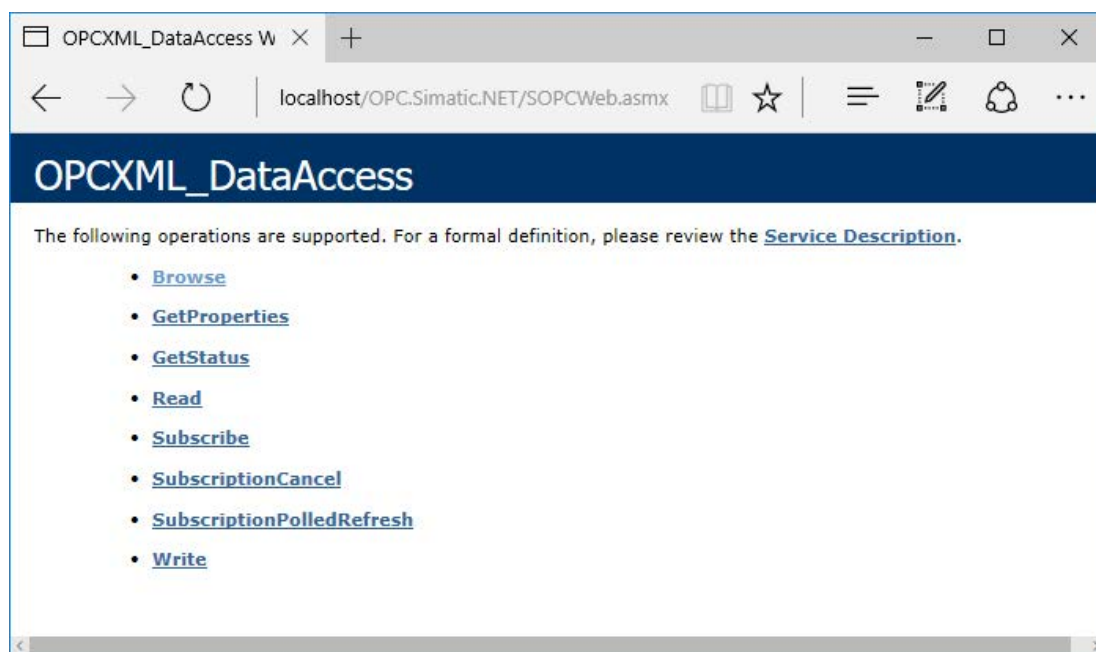 OPCXML_DataAccess W
localhost/OPC.Simatic.NET/SOPCWeb.asmx
OPCXML_DataAccess
The following operations are supported. For a formal definition, please review the Service Description.
• Browse
• GetProperties
• GetStatus
• Read
• Subscribe
• SubscriptionCancel
• SubscriptionPolledRefresh
• Write